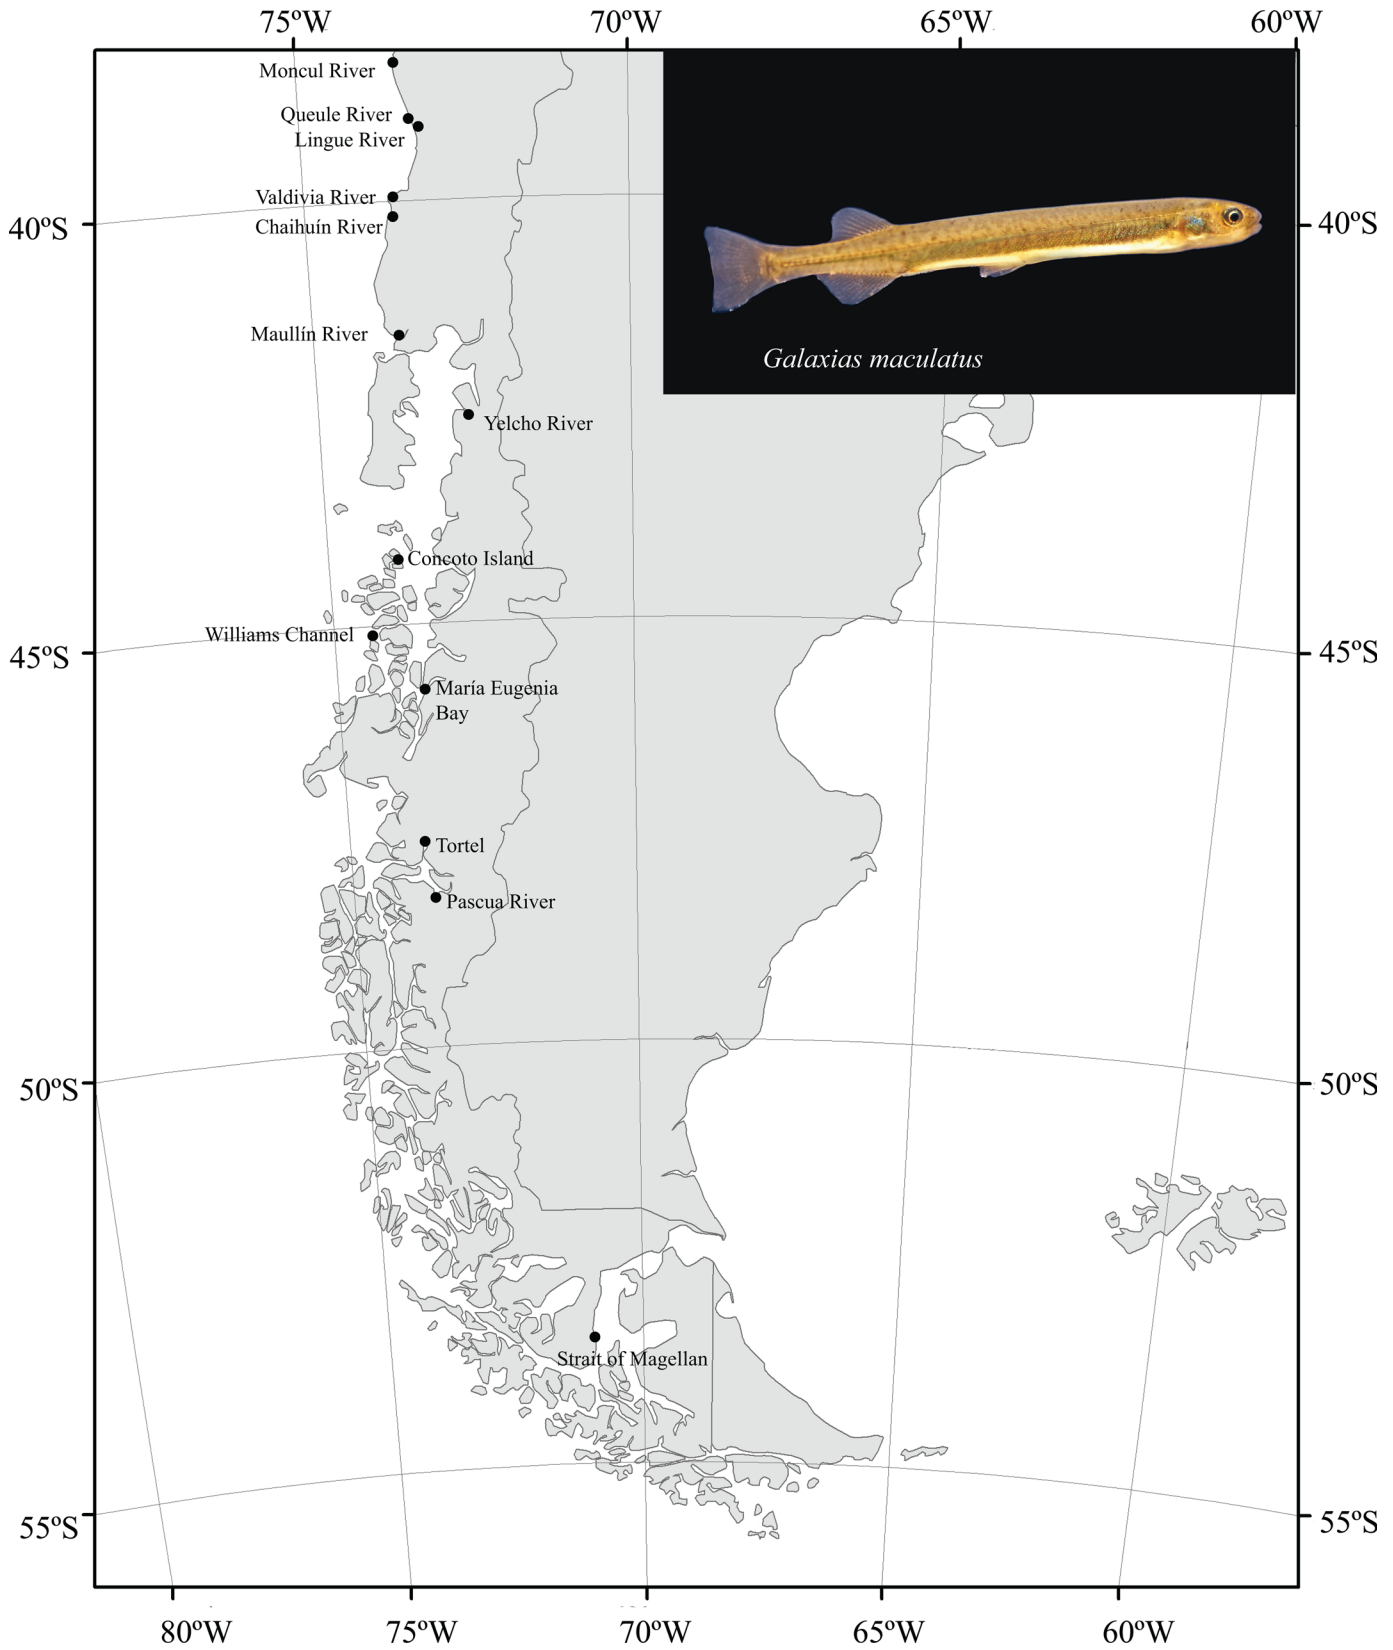 75ºW
70ºW
65ºW
60ºW
Moncul River
Queule River
Lingue River
Valdivia River
40ºS
40ºS
Chaihuín River
Maullín River
Galaxias maculatus
Yelcho River
Concoto Island
Williams Channel
45ºS
45ºS
María Eugenia
Bay
Tortel
Pascua River
50ºS
50ºS
Strait of Magellan
55ºS
55ºS
80ºW
75ºW
70ºW
65ºW
60ºW